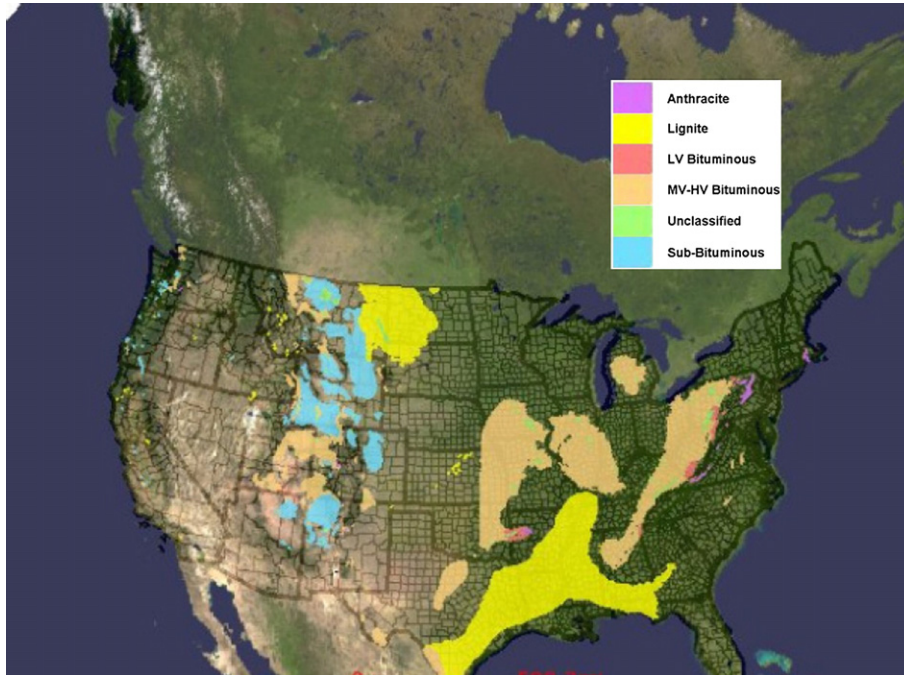 Anthracite
Lignite
LV Bituminous
MV-HV Bituminous
Unclassified
Sub-Bituminous